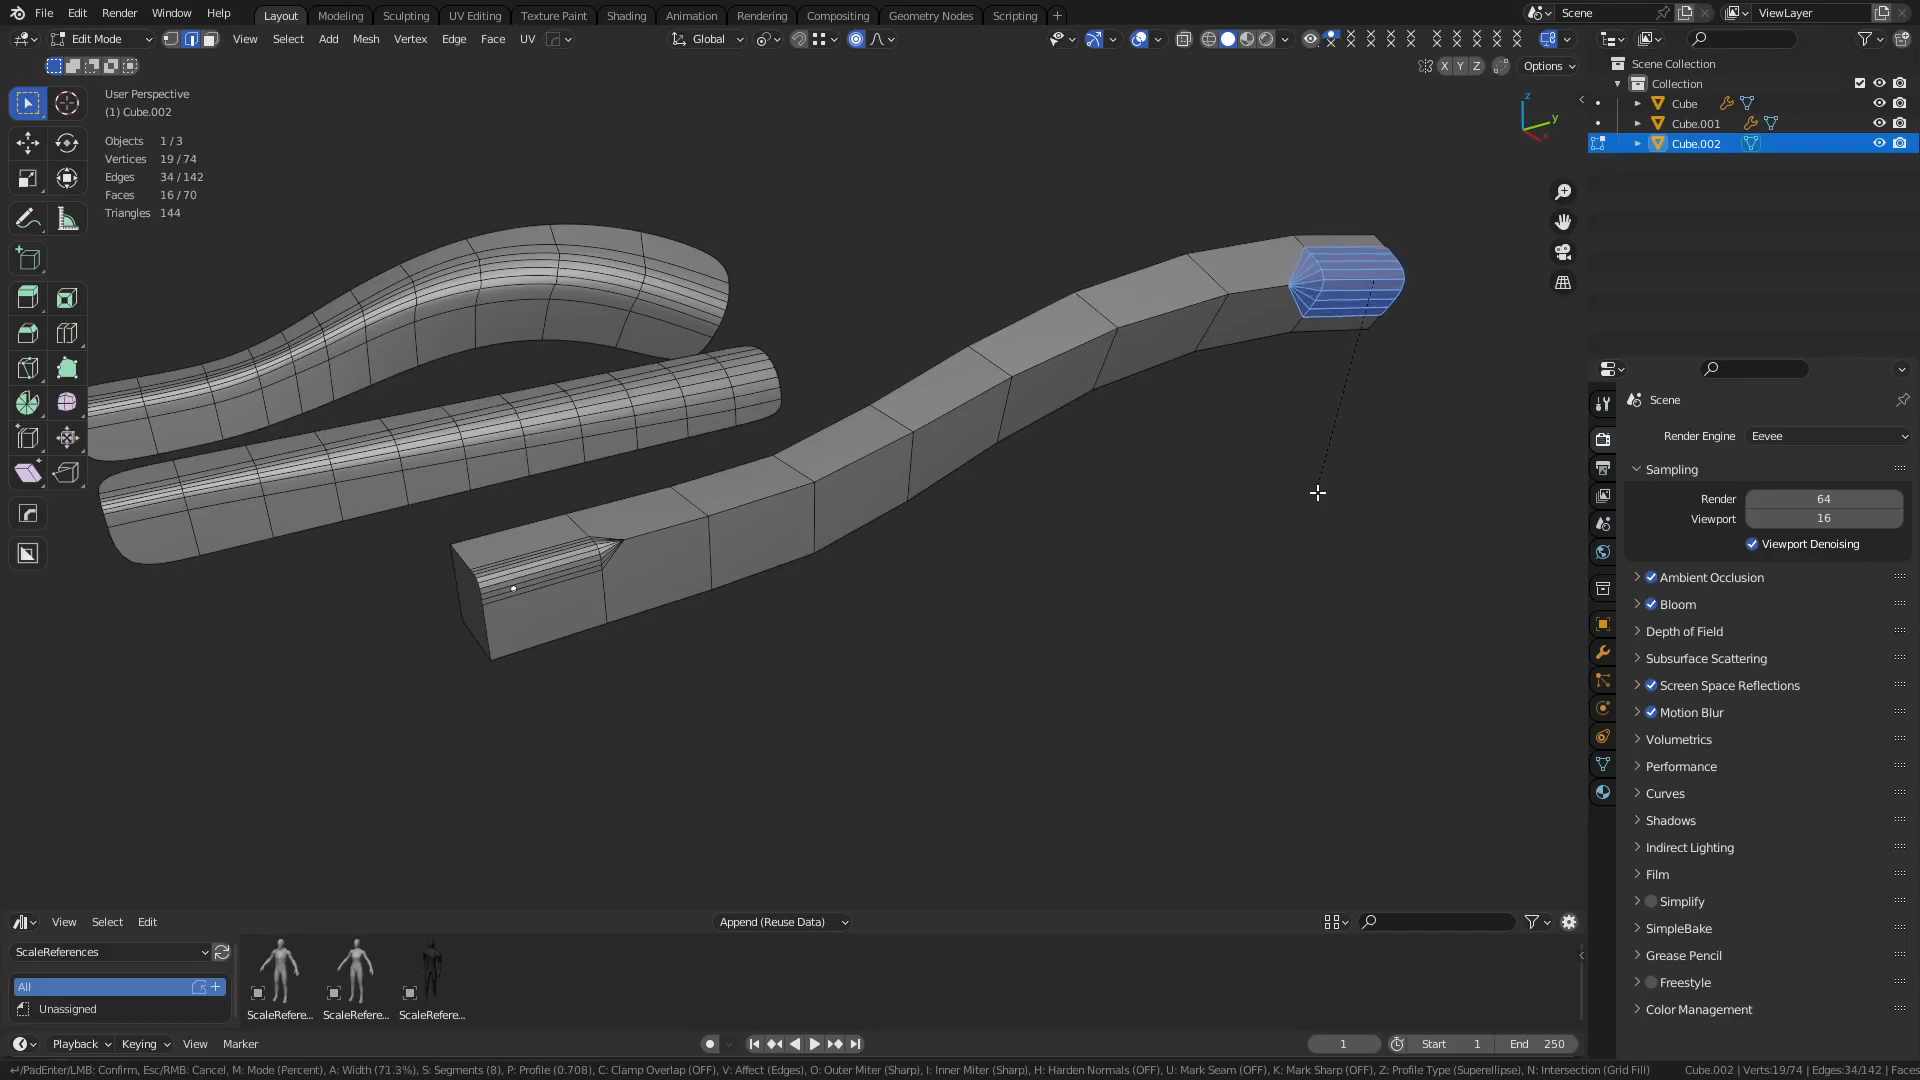 File Edit Render Window Help Layout Modeling Sculpting UV Editing Texture Paint Shading Animation Rendering Compositing Geometry Nodes Scripting + Scene ViewLayer
Edit Mode View Select Add Mesh Vertex Edge Face UV Global
X Y Z Options
User Perspective
(1) Cube.002
Objects 1 / 3
Vertices 19 / 74
Edges 34 / 142
Faces 16 / 70
Triangles 144
z
y
x
Scene Collection
Collection
Cube
Cube.001
Cube.002
Scene
Render Engine Eevee
Sampling
Render 64
Viewport 16
Viewport Denoising
Ambient Occlusion
Bloom
Depth of Field
Subsurface Scattering
Screen Space Reflections
Motion Blur
Volumetrics
Performance
Curves
Shadows
Indirect Lighting
Film
Simplify
SimpleBake
Grease Pencil
Freestyle
Color Management
View Select Edit Append (Reuse Data)
ScaleReferences
All
Unassigned
ScaleRefere... ScaleRefere... ScaleRefere...
Playback Keying View Marker 1 Start 1 End 250
↵/PadEnter/LMB: Confirm, Esc/RMB: Cancel, M: Mode (Percent), A: Width (71.3%), S: Segments (8), P: Profile (0.708), C: Clamp Overlap (OFF), V: Affect (Edges), O: Outer Miter (Sharp), I: Inner Miter (Sharp), H: Harden Normals (OFF), U: Mark Seam (OFF), K: Mark Sharp (OFF), Z: Profile Type (Superellipse), N: Intersection (Grid Fill) Cube.002 | Verts:19/74 | Edges:34/142 | Faces